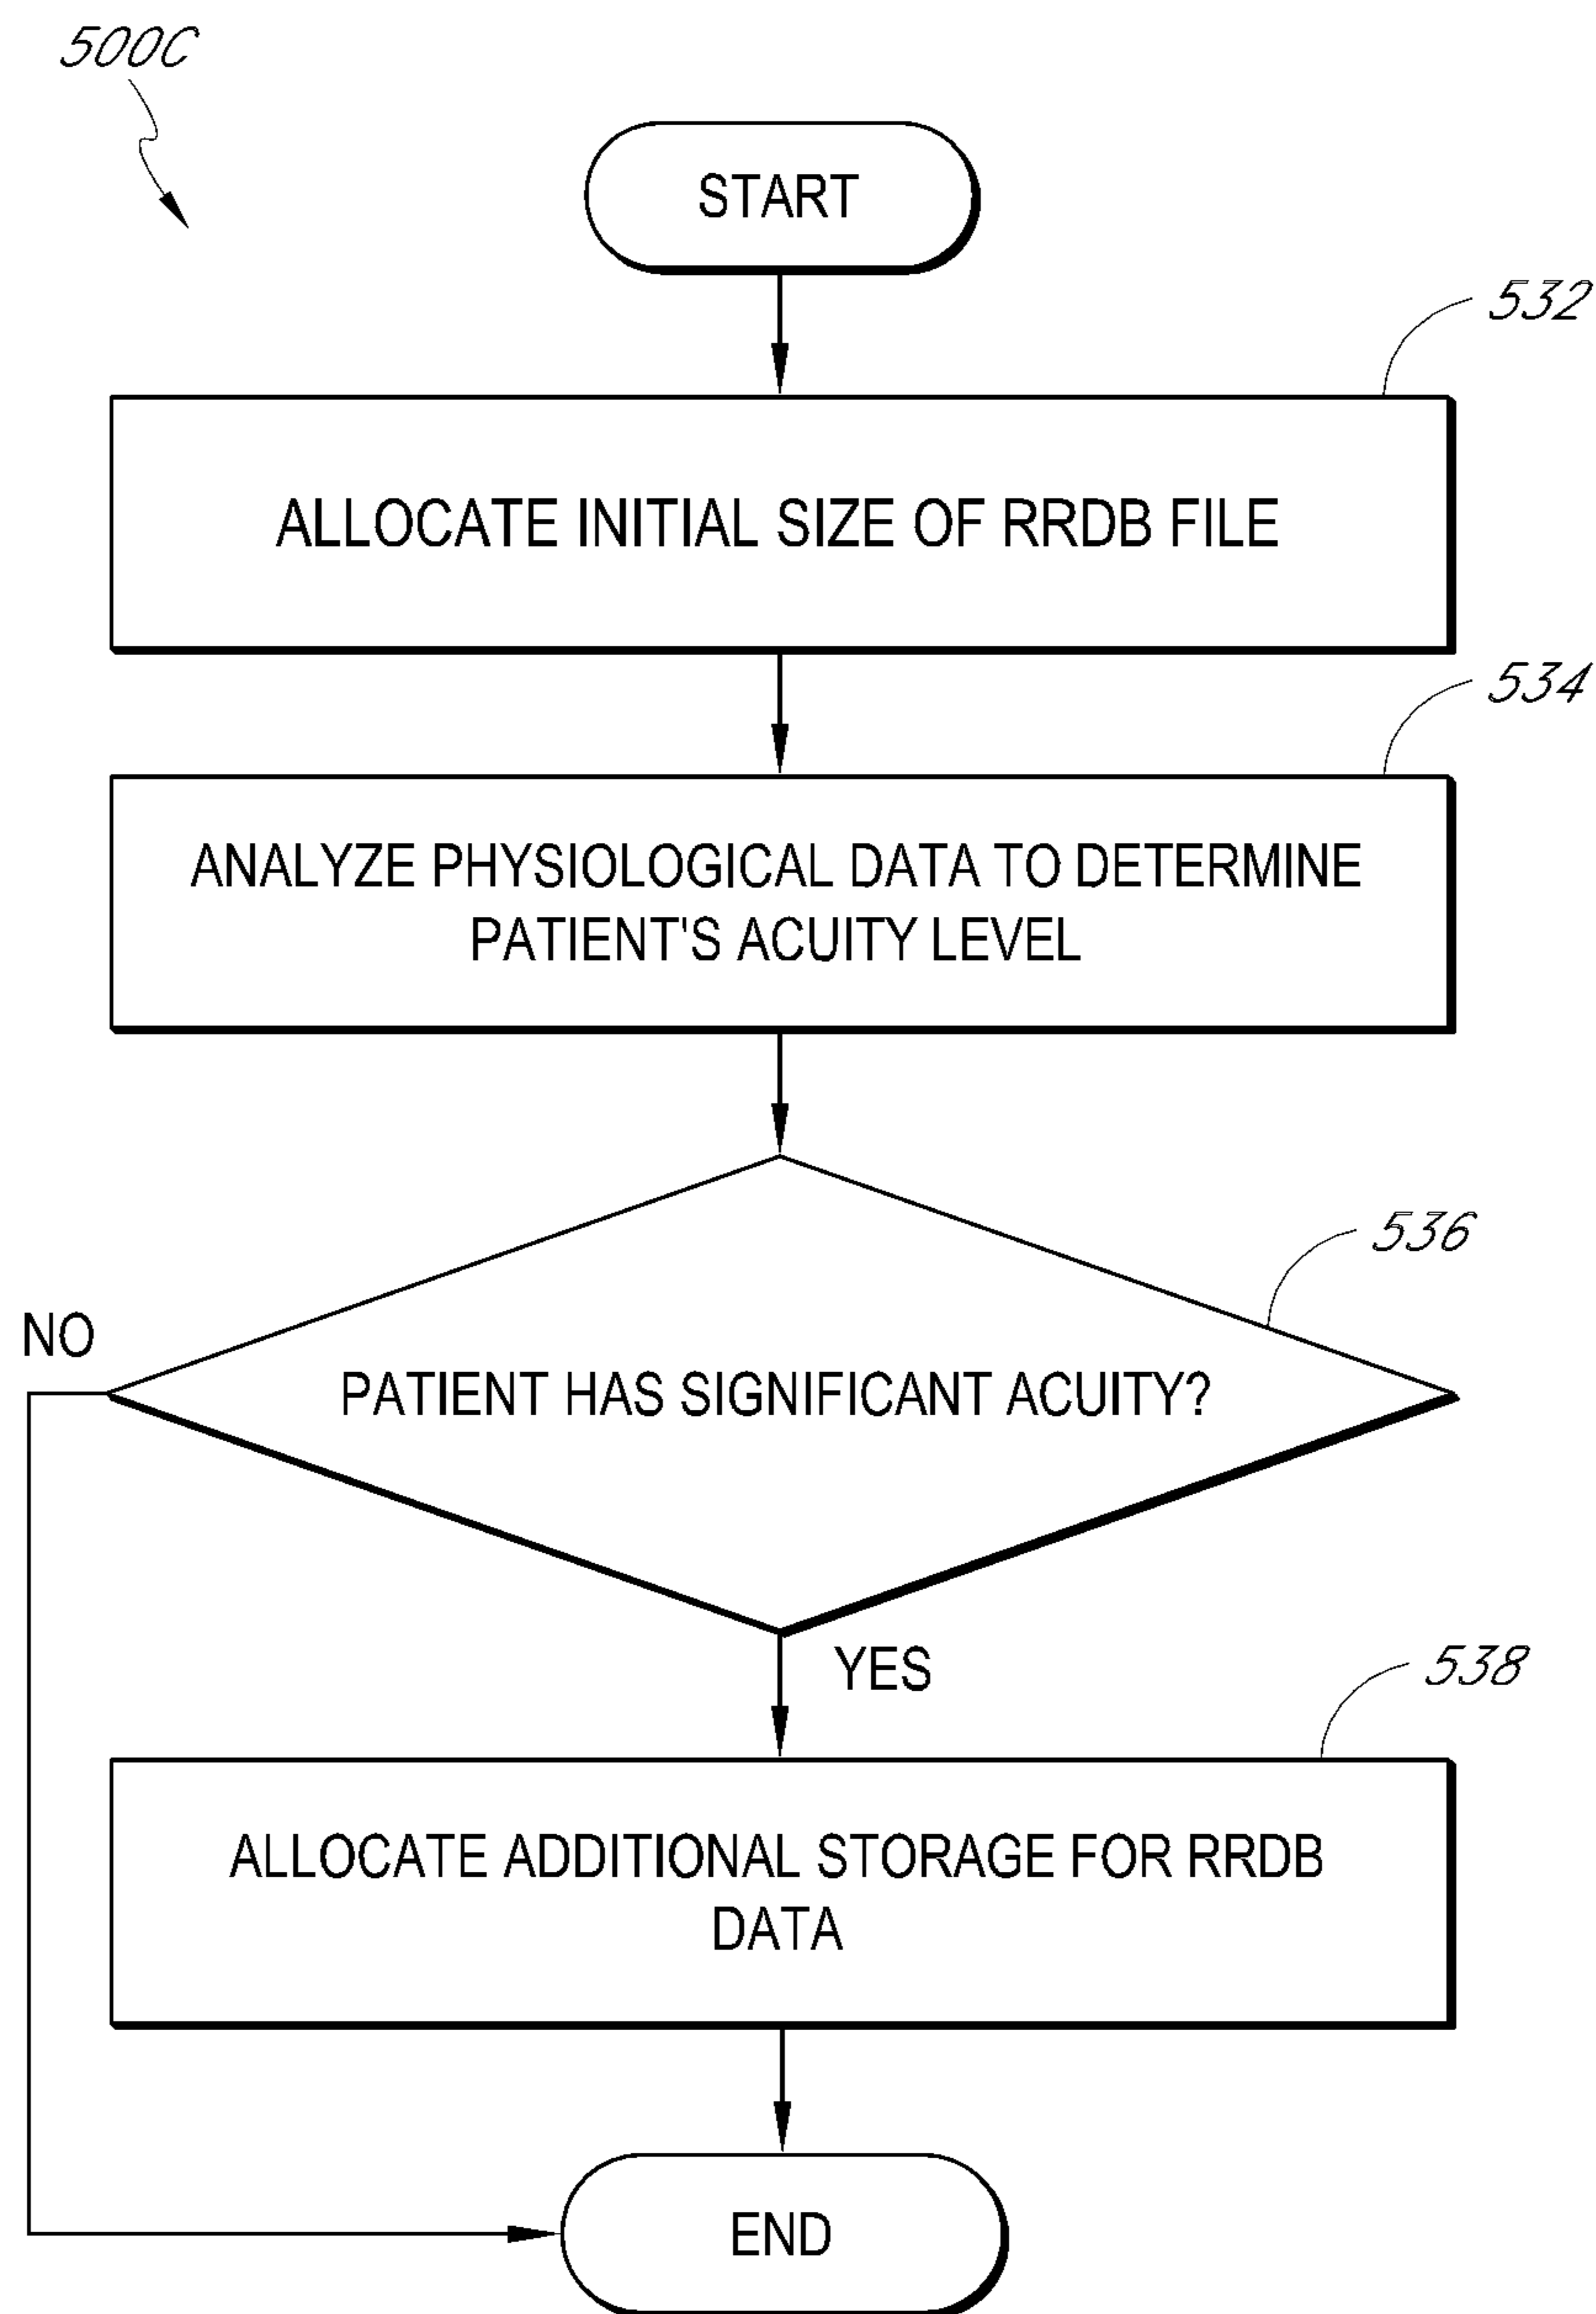 500C
START
532
ALLOCATE INITIAL SIZE OF RRDB FILE
534
ANALYZE PHYSIOLOGICAL DATA TO DETERMINE
PATIENT'S ACUITY LEVEL
536
NO
PATIENT HAS SIGNIFICANT ACUITY?
YES
538
ALLOCATE ADDITIONAL STORAGE FOR RRDB
DATA
END